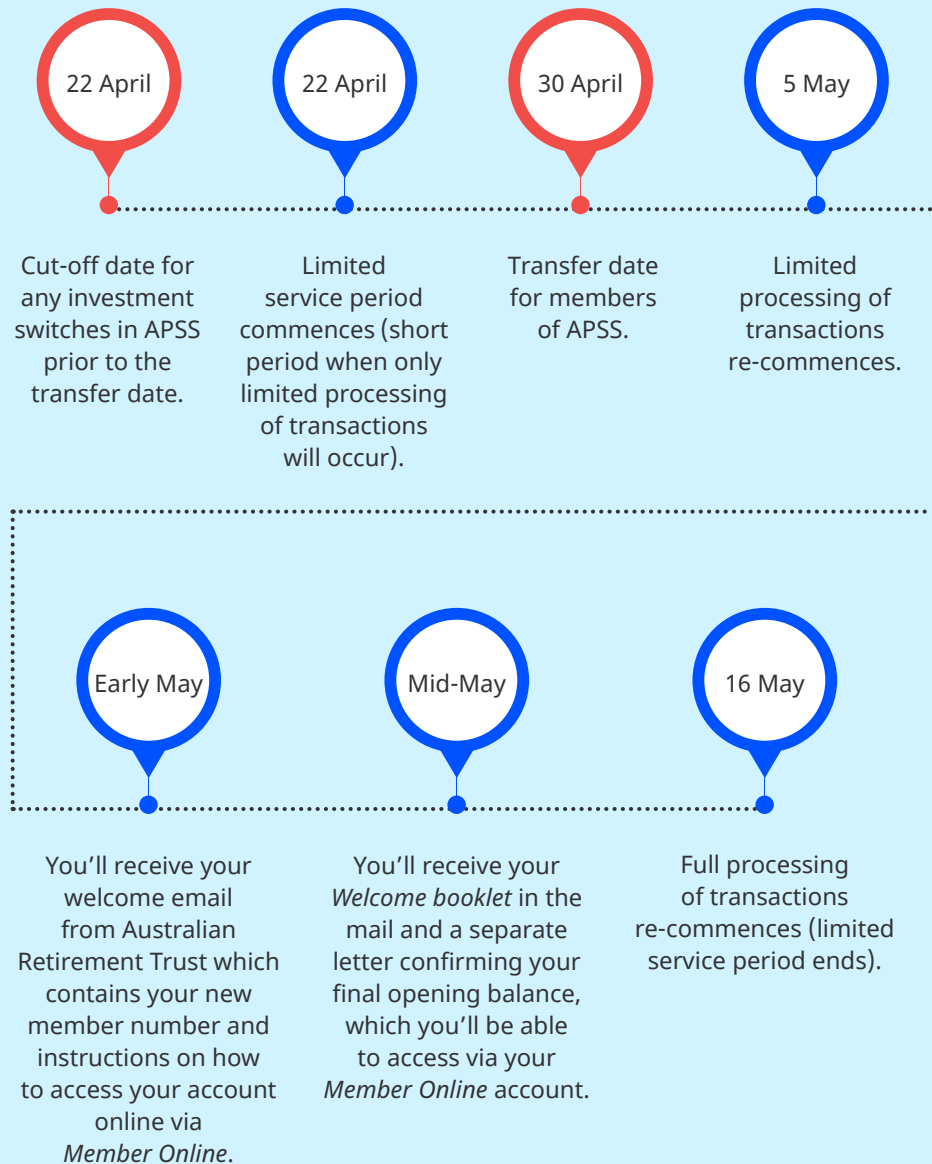 22 April
Cut-off date for
any investment
switches in APSS
prior to the
transfer date.
22 April
Limited
service period
commences (short
period when only
limited processing
of transactions
will occur).
30 April
Transfer date
for members
of APSS.
5 May
Limited
processing of
transactions
re-commences.
Early May
You’ll receive your
welcome email
from Australian
Retirement Trust which
contains your new
member number and
instructions on how
to access your account
online via
Member Online.
Mid-May
You’ll receive your
Welcome booklet in the
mail and a separate
letter confirming your
final opening balance,
which you’ll be able
to access via your
Member Online account.
16 May
Full processing
of transactions
re-commences (limited
service period ends).